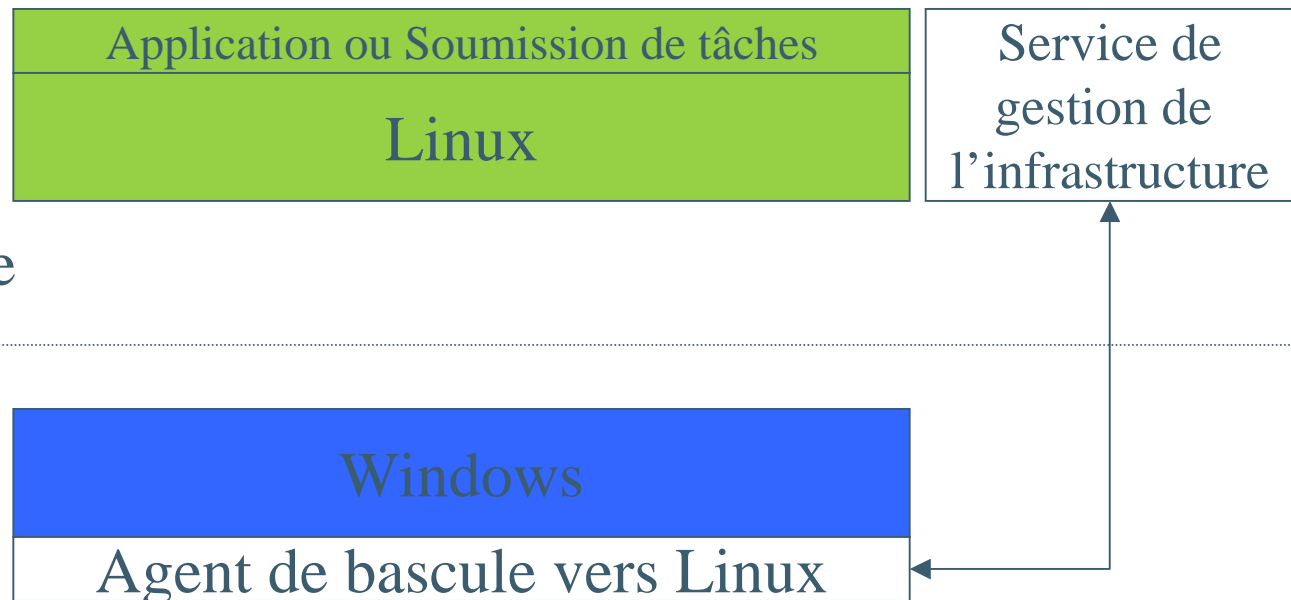 Application ou Soumission de tâches
Linux
Service de
gestion de
l’infrastructure
e
Windows
Agent de bascule vers Linux